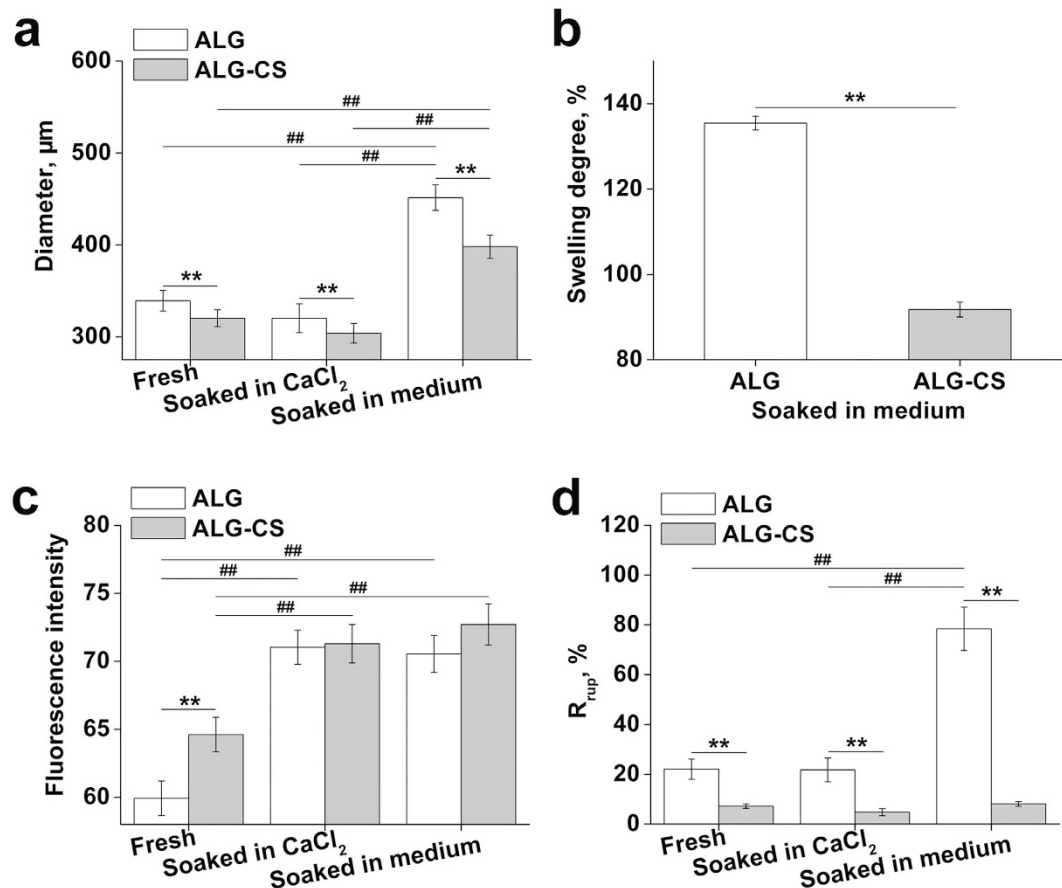 a
ALG
ALG-CS
600
500
400
300
Diameter, µm
##
##
##
##
**
**
**
Fresh
Soaked in CaCl₂
Soaked in medium
b
140
120
100
80
Swelling degree, %
**
ALG
ALG-CS
Soaked in medium
c
ALG
ALG-CS
80
75
70
65
60
Fluorescence intensity
##
##
##
##
**
Fresh
Soaked in CaCl₂
Soaked in medium
d
ALG
ALG-CS
120
100
80
60
40
20
0
R_rup, %
##
##
**
**
**
Fresh
Soaked in CaCl₂
Soaked in medium